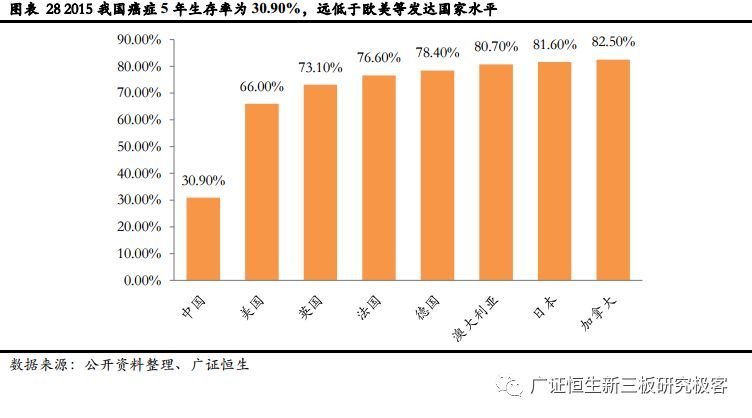 图表 28 2015 我国癌症 5 年生存率为 30.90%，远低于欧美等发达国家水平
90.00%
80.00%
70.00%
60.00%
50.00%
40.00%
30.00%
20.00%
10.00%
0.00%
30.90%
66.00%
73.10%
76.60%
78.40%
80.70%
81.60%
82.50%
中国
美国
英国
法国
德国
澳大利亚
日本
加拿大
数据来源：公开资料整理、广证恒生
广证恒生新三板研究极客